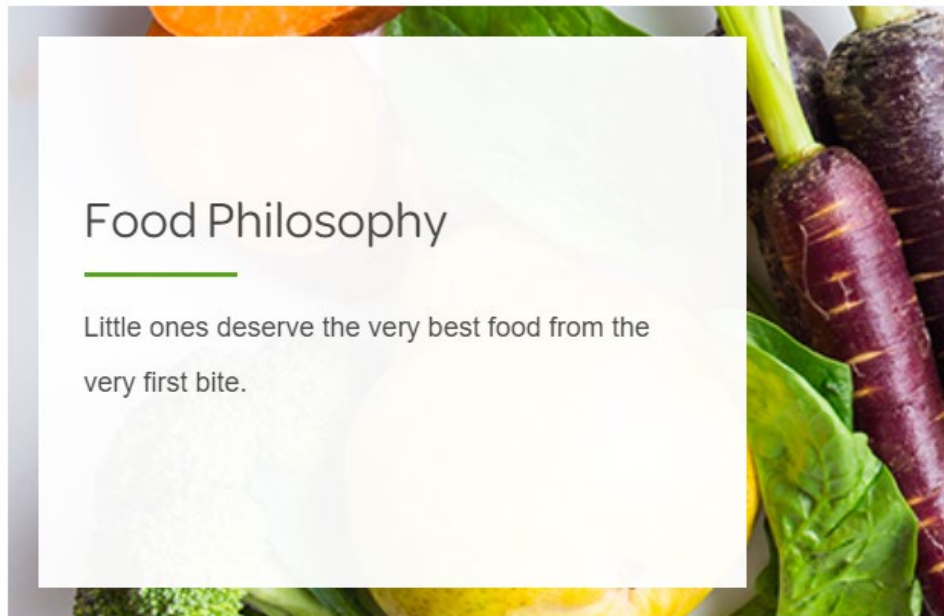 Food Philosophy
Little ones deserve the very best food from the
very first bite.